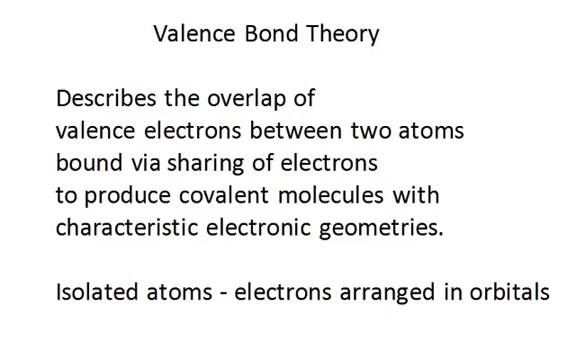 Valence Bond Theory
Describes the overlap of
valence electrons between two atoms
bound via sharing of electrons
to produce covalent molecules with
characteristic electronic geometries.
Isolated atoms - electrons arranged in orbitals